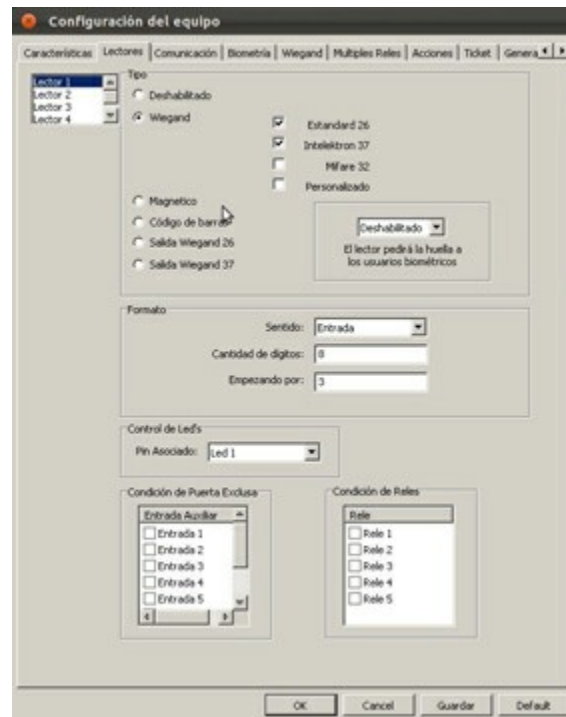 Configuración del equipo
Características Lectores Comunicación Biometría Wiegand Multiples Reles Acciones Ticket Genera
Lector 1
Lector 2
Lector 3
Lector 4
Tipo
Deshabilitado
Wiegand
Estandard 26
Intelektron 37
Mifare 32
Personalizado
Magnetico
Código de barras
Salida Wiegand 26
Salida Wiegand 37
Deshabilitado
El lector pedirá la huella a
los usuarios biométricos
Formato
Sentido: Entrada
Cantidad de digitos: 8
Empezando por: 3
Control de Led's
Pin Asociado: Led 1
Condición de Puerta Exclusa
Entrada Auxiliar
Entrada 1
Entrada 2
Entrada 3
Entrada 4
Entrada 5
Condición de Reles
Rele
Rele 1
Rele 2
Rele 3
Rele 4
Rele 5
OK Cancel Guardar Default